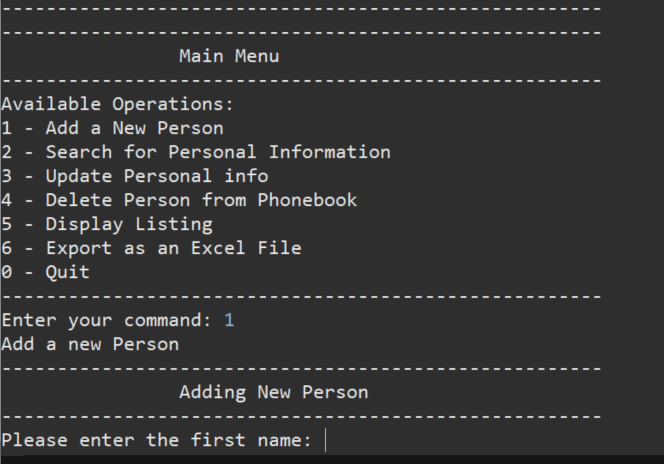 ------------------------------------------------------
------------------------------------------------------
                Main Menu
------------------------------------------------------
Available Operations:
1 - Add a New Person
2 - Search for Personal Information
3 - Update Personal info
4 - Delete Person from Phonebook
5 - Display Listing
6 - Export as an Excel File
0 - Quit
------------------------------------------------------
Enter your command: 1
Add a new Person
------------------------------------------------------
                Adding New Person
------------------------------------------------------
Please enter the first name: